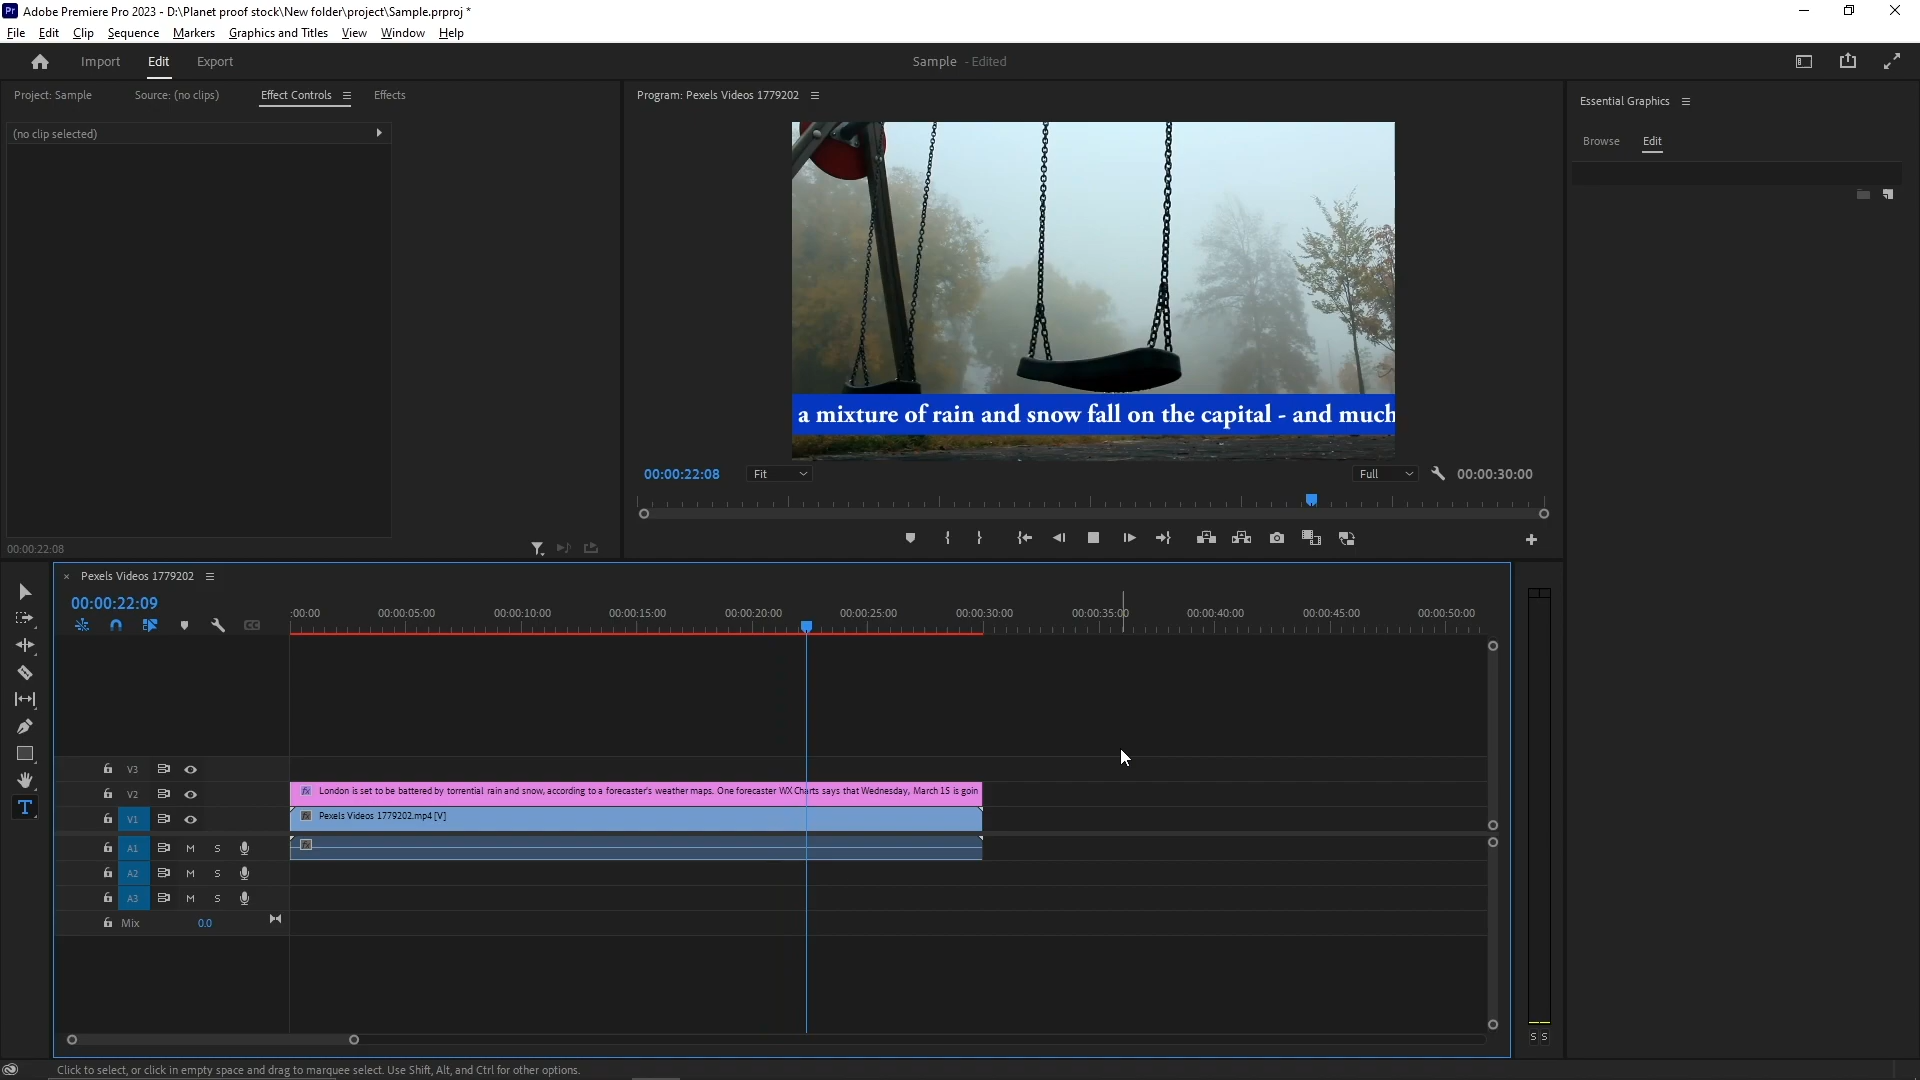 Pr Adobe Premiere Pro 2023 - D:\Planet proof stock\New folder\project\Sample.prproj *
File Edit Clip Sequence Markers Graphics and Titles View Window Help
Import Edit Export Sample - Edited
Project: Sample Source: (no clips) Effect Controls Effects
Program: Pexels Videos 1779202
Essential Graphics
(no clip selected)
Browse Edit
a mixture of rain and snow fall on the capital - and much
00:00:22:08 Fit Full 00:00:30:00
00:00:22:08
× Pexels Videos 1779202
00:00:22:09
:00:00 00:00:05:00 00:00:10:00 00:00:15:00 00:00:20:00 00:00:25:00 00:00:30:00 00:00:35:00 00:00:40:00 00:00:45:00 00:00:50:00
CC
V3
V2 fx London is set to be battered by torrential rain and snow, according to a forecaster's weather maps. One forecaster WX Charts says that Wednesday, March 15 is goin
V1 fx Pexels Videos 1779202.mp4 [V]
A1 M S fx
A2 M S
A3 M S
Mix 0.0
S S
Click to select, or click in empty space and drag to marquee select. Use Shift, Alt, and Ctrl for other options.